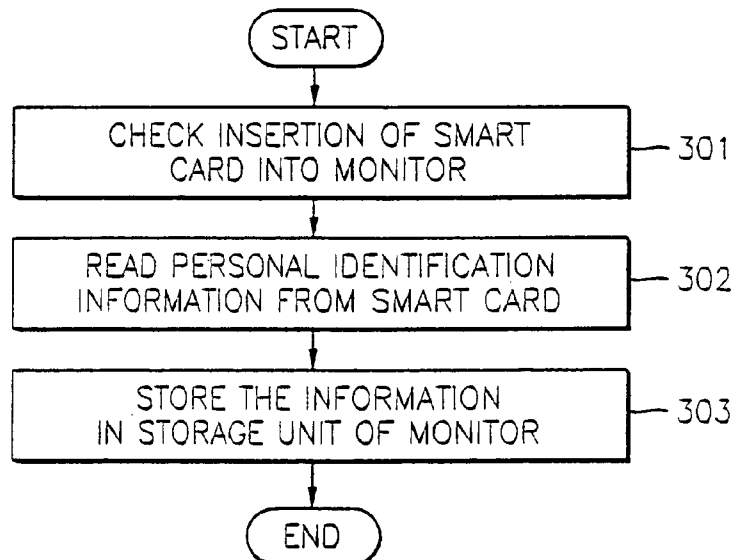 START
CHECK INSERTION OF SMART
CARD INTO MONITOR
301
READ PERSONAL IDENTIFICATION
INFORMATION FROM SMART CARD
302
STORE THE INFORMATION
IN STORAGE UNIT OF MONITOR
303
END